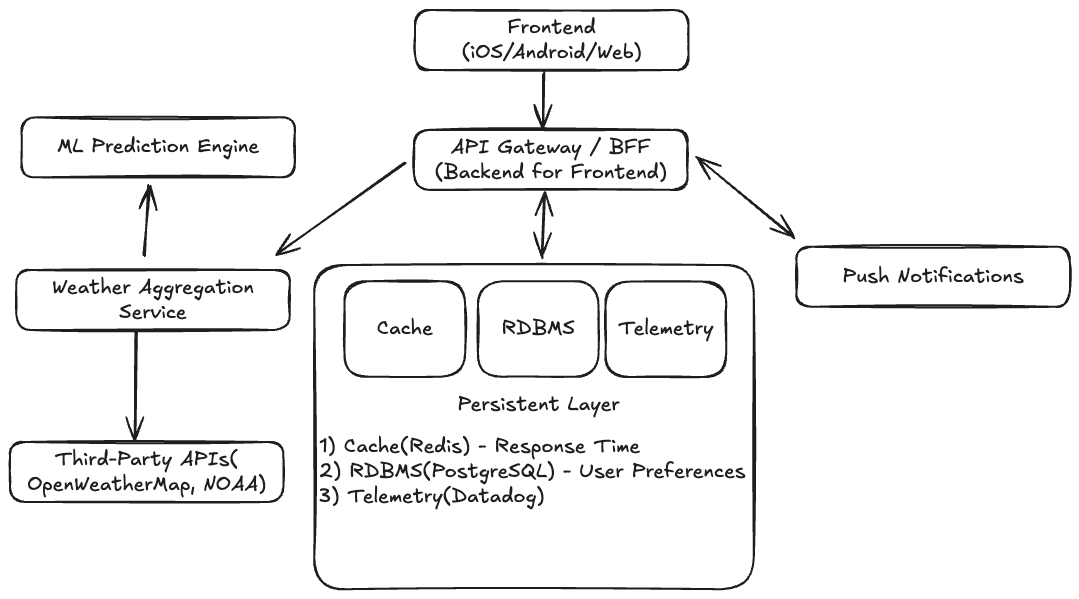 Frontend
(iOS/Android/Web)
ML Prediction Engine
API Gateway / BFF
(Backend for Frontend)
Weather Aggregation
Service
Push Notifications
Cache
RDBMS
Telemetry
Persistent Layer
1) Cache(Redis) - Response Time
2) RDBMS(PostgreSQL) - User Preferences
3) Telemetry(Datadog)
Third-Party APIs(
OpenWeatherMap, NOAA)